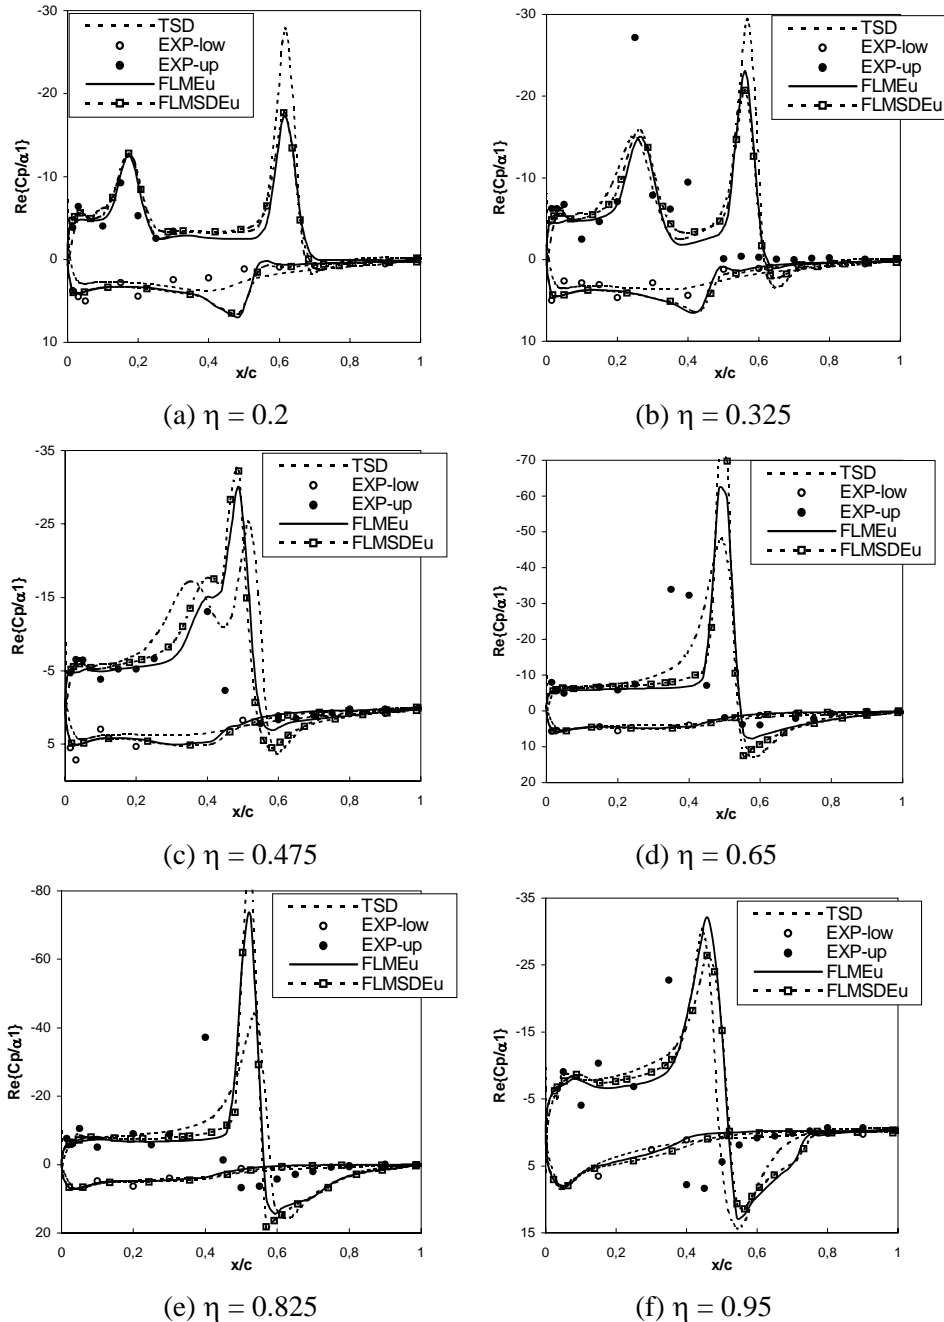 -30
-20
-10
0
10
Re{Cp/α1}
TSD
EXP-low
EXP-up
FLMEu
FLMSDEu
0 0,2 0,4 0,6 0,8 1
x/c
(a) η = 0.2
-30
-20
-10
0
10
Re{Cp/α1}
TSD
EXP-low
EXP-up
FLMEu
FLMSDEu
0 0,2 0,4 0,6 0,8 1
x/c
(b) η = 0.325
-35
-25
-15
-5
5
Re{Cp/α1}
TSD
EXP-low
EXP-up
FLMEu
FLMSDEu
0 0,2 0,4 0,6 0,8 1
x/c
(c) η = 0.475
-70
-60
-50
-40
-30
-20
-10
0
10
20
Re{Cp/α1}
TSD
EXP-low
EXP-up
FLMEu
FLMSDEu
0 0,2 0,4 0,6 0,8 1
x/c
(d) η = 0.65
-80
-60
-40
-20
0
20
Re{Cp/α1}
TSD
EXP-low
EXP-up
FLMEu
FLMSDEu
0 0,2 0,4 0,6 0,8 1
x/c
(e) η = 0.825
-35
-25
-15
-5
5
15
Re{Cp/α1}
TSD
EXP-low
EXP-up
FLMEu
FLMSDEu
0 0,2 0,4 0,6 0,8 1
x/c
(f) η = 0.95